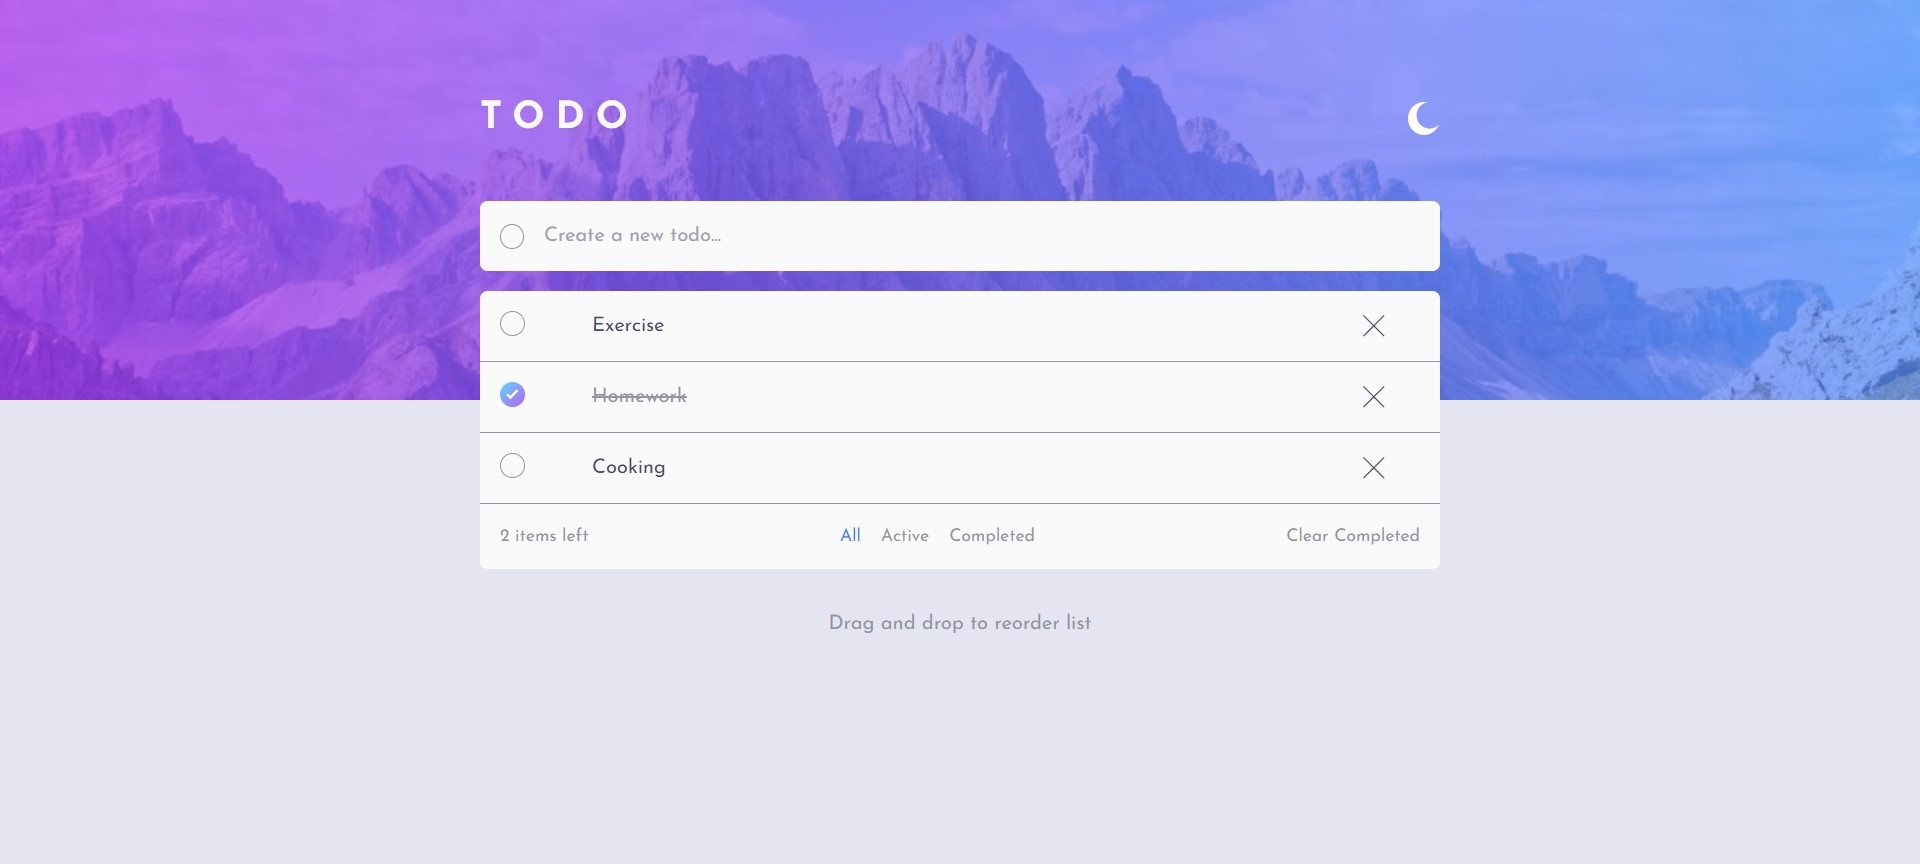 TODO
Create a new todo...
Exercise
Homework
Cooking
2 items left All Active Completed Clear Completed
Drag and drop to reorder list